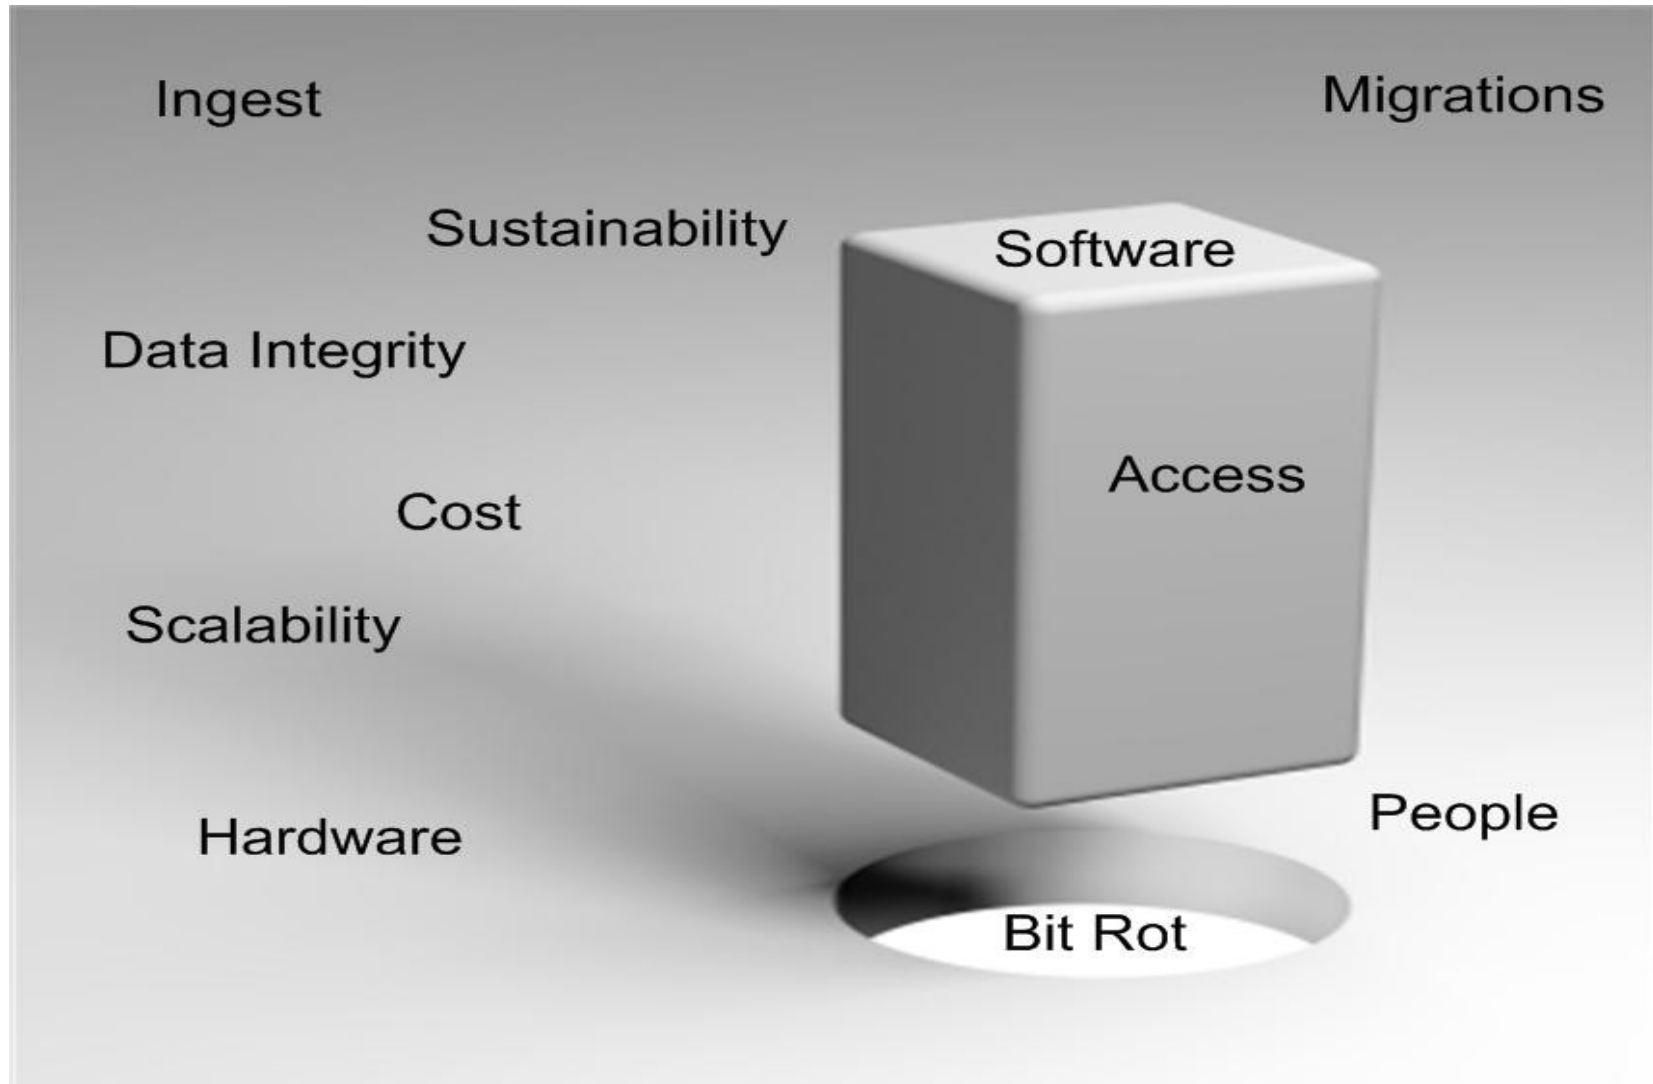 Ingest
Migrations
Sustainability
Software
Data Integrity
Access
Cost
Scalability
People
Hardware
Bit Rot